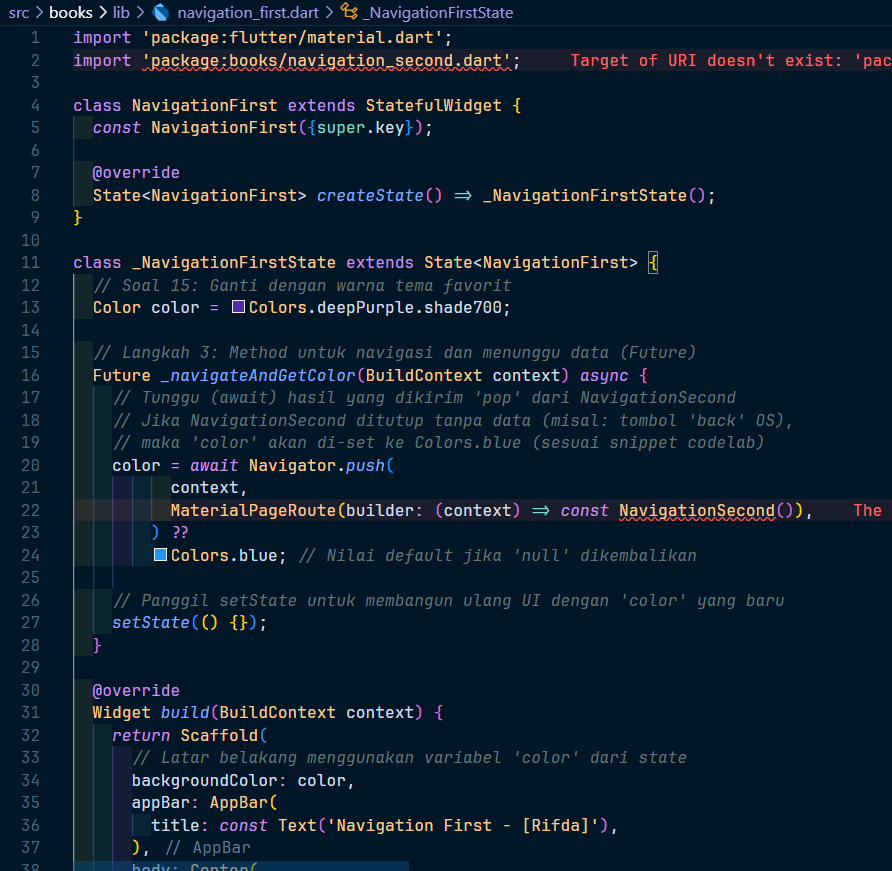 src > books > lib > navigation_first.dart > _NavigationFirstState
1 import 'package:flutter/material.dart';
2 import 'package:books/navigation_second.dart'; Target of URI doesn't exist: 'pac
3
4 class NavigationFirst extends StatefulWidget {
5 const NavigationFirst({super.key});
6
7 @override
8 State<NavigationFirst> createState() => _NavigationFirstState();
9 }
10
11 class _NavigationFirstState extends State<NavigationFirst> {
12 // Soal 15: Ganti dengan warna tema favorit
13 Color color = Colors.deepPurple.shade700;
14
15 // Langkah 3: Method untuk navigasi dan menunggu data (Future)
16 Future _navigateAndGetColor(BuildContext context) async {
17 // Tunggu (await) hasil yang dikirim 'pop' dari NavigationSecond
18 // Jika NavigationSecond ditutup tanpa data (misal: tombol 'back' OS),
19 // maka 'color' akan di-set ke Colors.blue (sesuai snippet codelab)
20 color = await Navigator.push(
21 context,
22 MaterialPageRoute(builder: (context) => const NavigationSecond()), The
23 ) ??
24 Colors.blue; // Nilai default jika 'null' dikembalikan
25
26 // Panggil setState untuk membangun ulang UI dengan 'color' yang baru
27 setState(() {});
28 }
29
30 @override
31 Widget build(BuildContext context) {
32 return Scaffold(
33 // Latar belakang menggunakan variabel 'color' dari state
34 backgroundColor: color,
35 appBar: AppBar(
36 title: const Text('Navigation First - [Rifda]'),
37 ), // AppBar
38 body: Center(